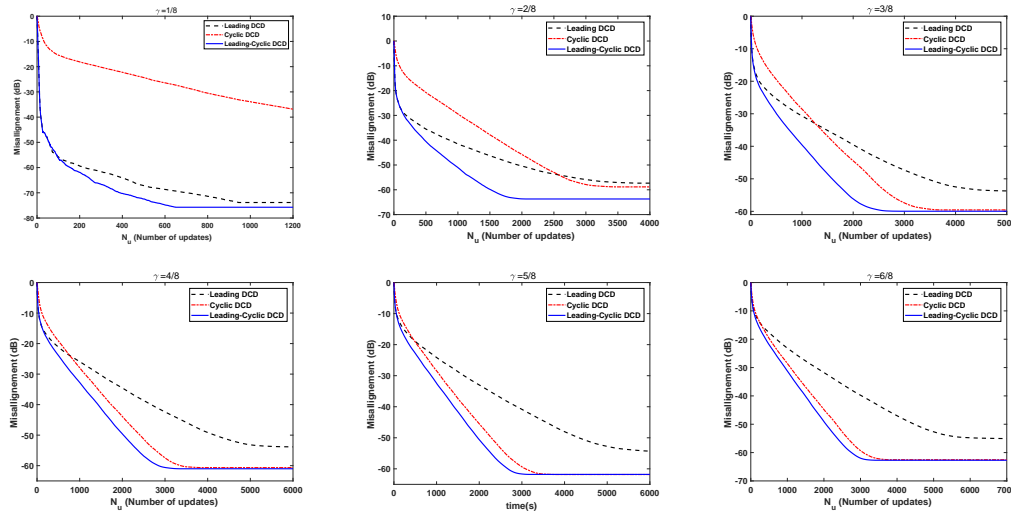 γ=1/8
Leading DCD
Cyclic DCD
Leading-Cyclic DCD
Misallignement (dB)
0
-10
-20
-30
-40
-50
-60
-70
-80
0 200 400 600 800 1000 1200
N_u (Number of updates)
γ=2/8
Leading DCD
Cyclic DCD
Leading-Cyclic DCD
Misallignement (dB)
0
-10
-20
-30
-40
-50
-60
-70
0 500 1000 1500 2000 2500 3000 3500 4000
N_u (Number of updates)
γ=3/8
Leading DCD
Cyclic DCD
Leading-Cyclic DCD
Misallignement (dB)
0
-10
-20
-30
-40
-50
-60
0 1000 2000 3000 4000 500
N_u (Number of updates)
γ=4/8
Leading DCD
Cyclic DCD
Leading-Cyclic DCD
Misallignement (dB)
0
-10
-20
-30
-40
-50
-60
0 1000 2000 3000 4000 5000 6000
N_u (Number of updates)
γ=5/8
Leading DCD
Cyclic DCD
Leading-Cyclic DCD
Misallignement (dB)
0
-10
-20
-30
-40
-50
-60
0 1000 2000 3000 4000 5000 6000
time(s)
γ=6/8
Leading DCD
Cyclic DCD
Leading-Cyclic DCD
Misallignement (dB)
0
-10
-20
-30
-40
-50
-60
-70
0 1000 2000 3000 4000 5000 6000 700
N_u (Number of updates)